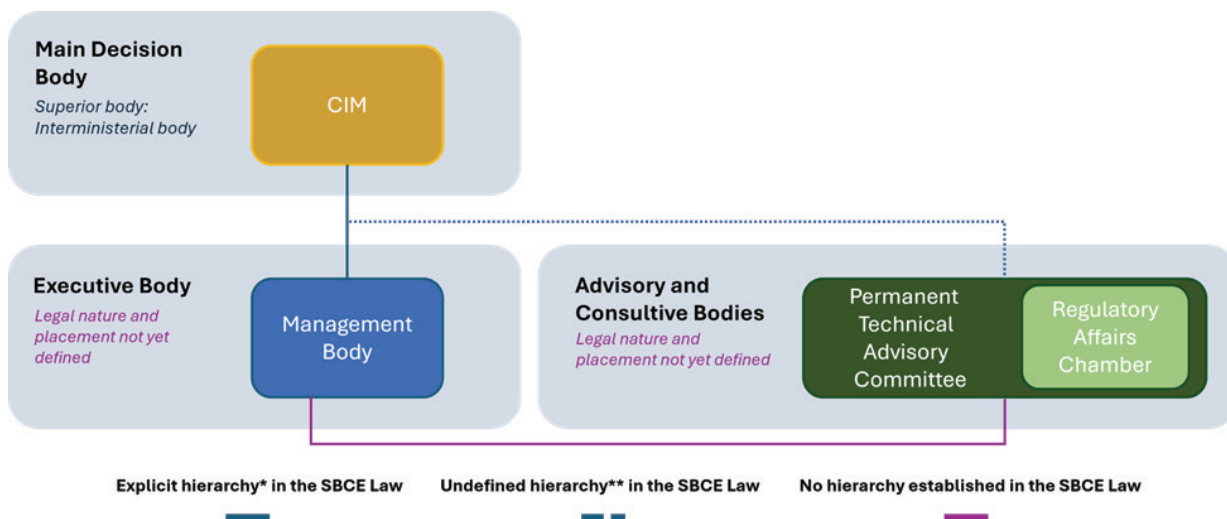 Main Decision
Body
Superior body:
Interministerial body
CIM
Executive Body
Legal nature and
placement not yet
defined
Management
Body
Advisory and
Consultive Bodies
Legal nature and
placement not yet defined
Permanent
Technical
Advisory
Committee
Regulatory
Affairs
Chamber
Explicit hierarchy* in the SBCE Law
Undefined hierarchy** in the SBCE Law
No hierarchy established in the SBCE Law